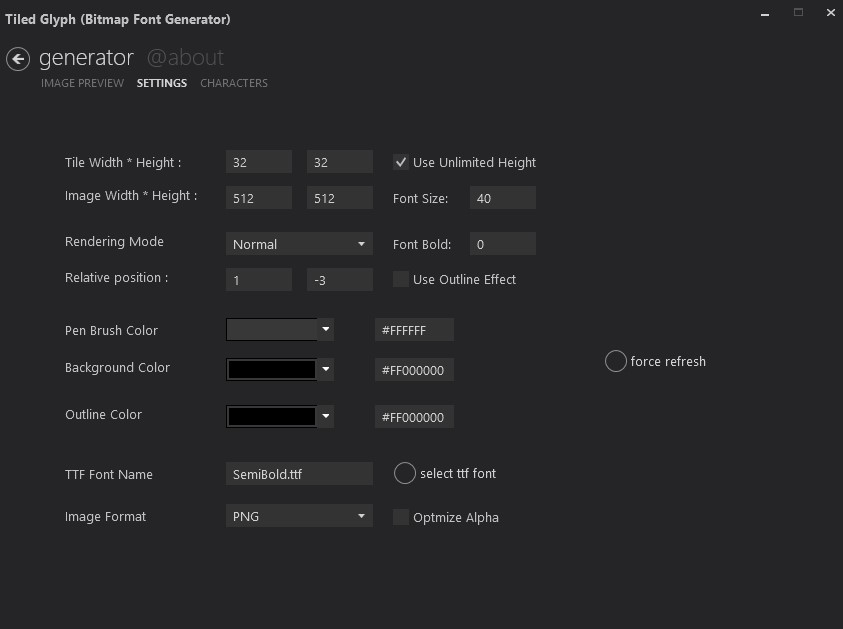 Tiled Glyph (Bitmap Font Generator)
generator @about
IMAGE PREVIEW SETTINGS CHARACTERS
Tile Width * Height : 32 32 Use Unlimited Height
Image Width * Height : 512 512 Font Size: 40
Rendering Mode Normal Font Bold: 0
Relative position : 1 -3 Use Outline Effect
Pen Brush Color #FFFFFF
Background Color #FF000000 force refresh
Outline Color #FF000000
TTF Font Name SemiBold.ttf select ttf font
Image Format PNG Optmize Alpha